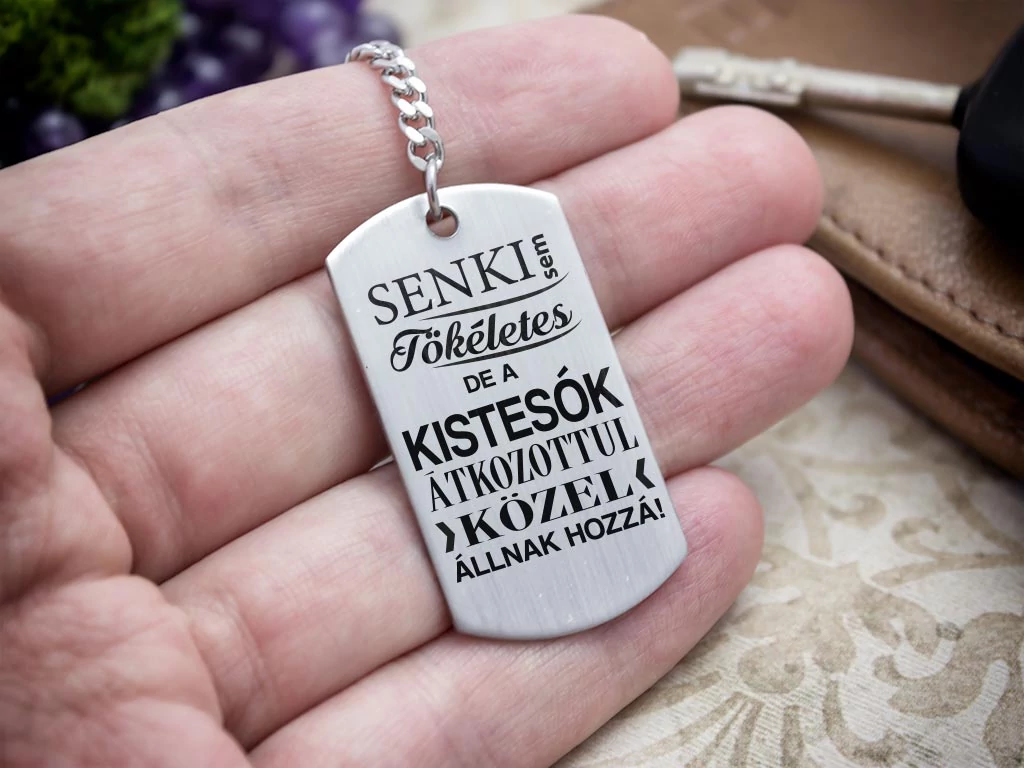 SENKI sem
Tökéletes
DE A
KISTESÓK
ÁTKOZOTTUL
KÖZEL
ÁLLNAK HOZZÁ!